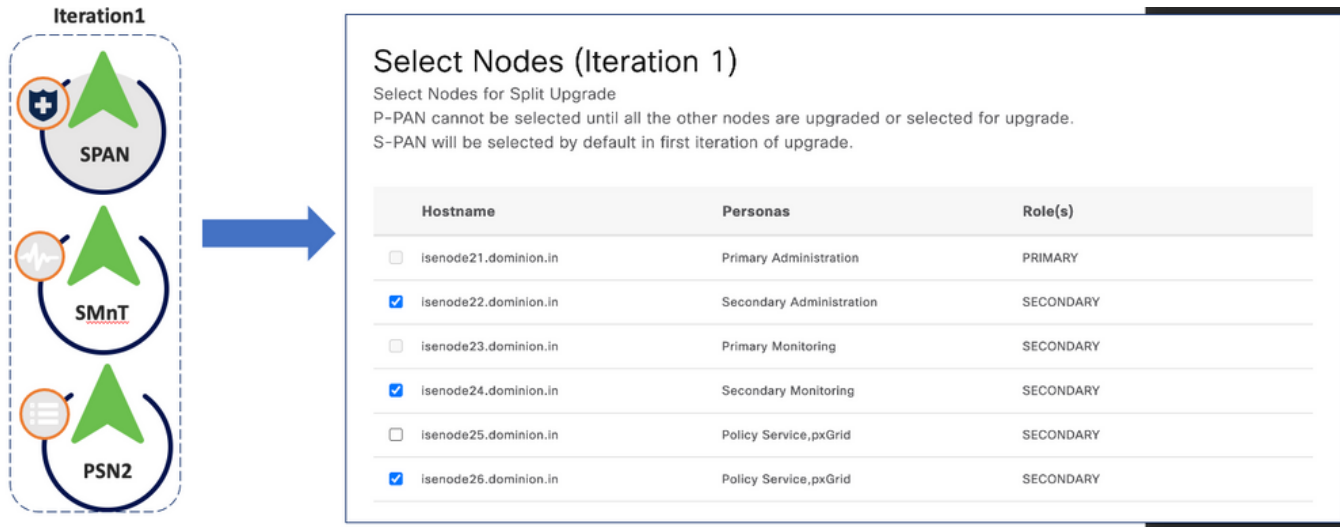 Iteration1
SPAN
SMnT
PSN2
Select Nodes (Iteration 1)
Select Nodes for Split Upgrade
P-PAN cannot be selected until all the other nodes are upgraded or selected for upgrade.
S-PAN will be selected by default in first iteration of upgrade.
Hostname Personas Role(s)
isenode21.dominion.in Primary Administration PRIMARY
isenode22.dominion.in Secondary Administration SECONDARY
isenode23.dominion.in Primary Monitoring SECONDARY
isenode24.dominion.in Secondary Monitoring SECONDARY
isenode25.dominion.in Policy Service,pxGrid SECONDARY
isenode26.dominion.in Policy Service,pxGrid SECONDARY